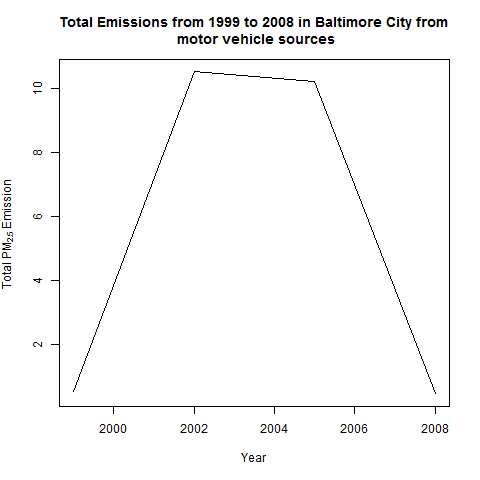 Total Emissions from 1999 to 2008 in Baltimore City from
motor vehicle sources
Total PM2.5 Emission
10
8
6
4
2
2000 2002 2004 2006 2008
Year